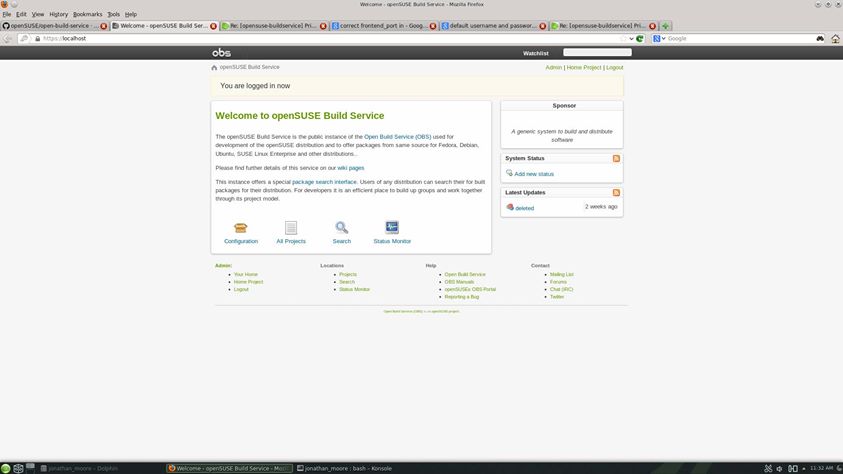 Welcome - openSUSE Build Service - Mozilla Firefox
File Edit View History Bookmarks Tools Help
openSUSE/open-build-service · ...
Welcome - openSUSE Build Ser...
Re: [opensuse-buildservice] Pri...
correct frontend_port in - Goog...
default username and passwor...
Re: [opensuse-buildservice] Pri...
https://localhost
Google
obs
Watchlist
openSUSE Build Service
Admin | Home Project | Logout
You are logged in now
Welcome to openSUSE Build Service
The openSUSE Build Service is the public instance of the Open Build Service (OBS) used for
development of the openSUSE distribution and to offer packages from same source for Fedora, Debian,
Ubuntu, SUSE Linux Enterprise and other distributions..
Please find further details of this service on our wiki pages
This instance offers a special package search interface. Users of any distribution can search their for built
packages for their distribution. For developers it is an efficient place to build up groups and work together
through its project model.
Configuration
All Projects
Search
Status Monitor
Sponsor
A generic system to build and distribute
software
System Status
Add new status
Latest Updates
deleted
2 weeks ago
Admin:
Your Home
Home Project
Logout
Locations
Projects
Search
Status Monitor
Help
Open Build Service
OBS Manuals
openSUSEs OBS Portal
Reporting a Bug
Contact
Mailing List
Forums
Chat (IRC)
Twitter
Open Build Service (OBS) is an openSUSE project.
jonathan_moore – Dolphin
Welcome - openSUSE Build Service - Mozi
jonathan_moore : bash – Konsole
11:32 AM